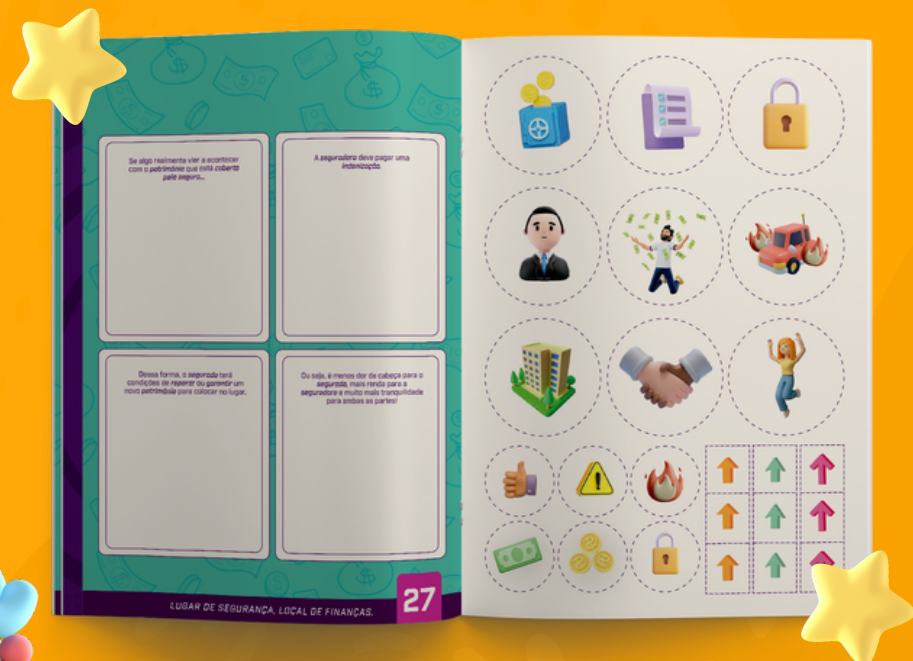 Se algo realmente vier a acontecer
com o patrimônio que está coberto
pelo seguro...
A seguradora deve pagar uma
indenização.
Dessa forma, o segurado terá
condições de reparar ou garantir um
novo patrimônio para colocar no lugar.
Ou seja, é menos dor de cabeça para o
segurado, mais renda para a
seguradora e muito mais tranquilidade
para ambas as partes!
LUGAR DE SEGURANÇA, LOCAL DE FINANÇAS.
27